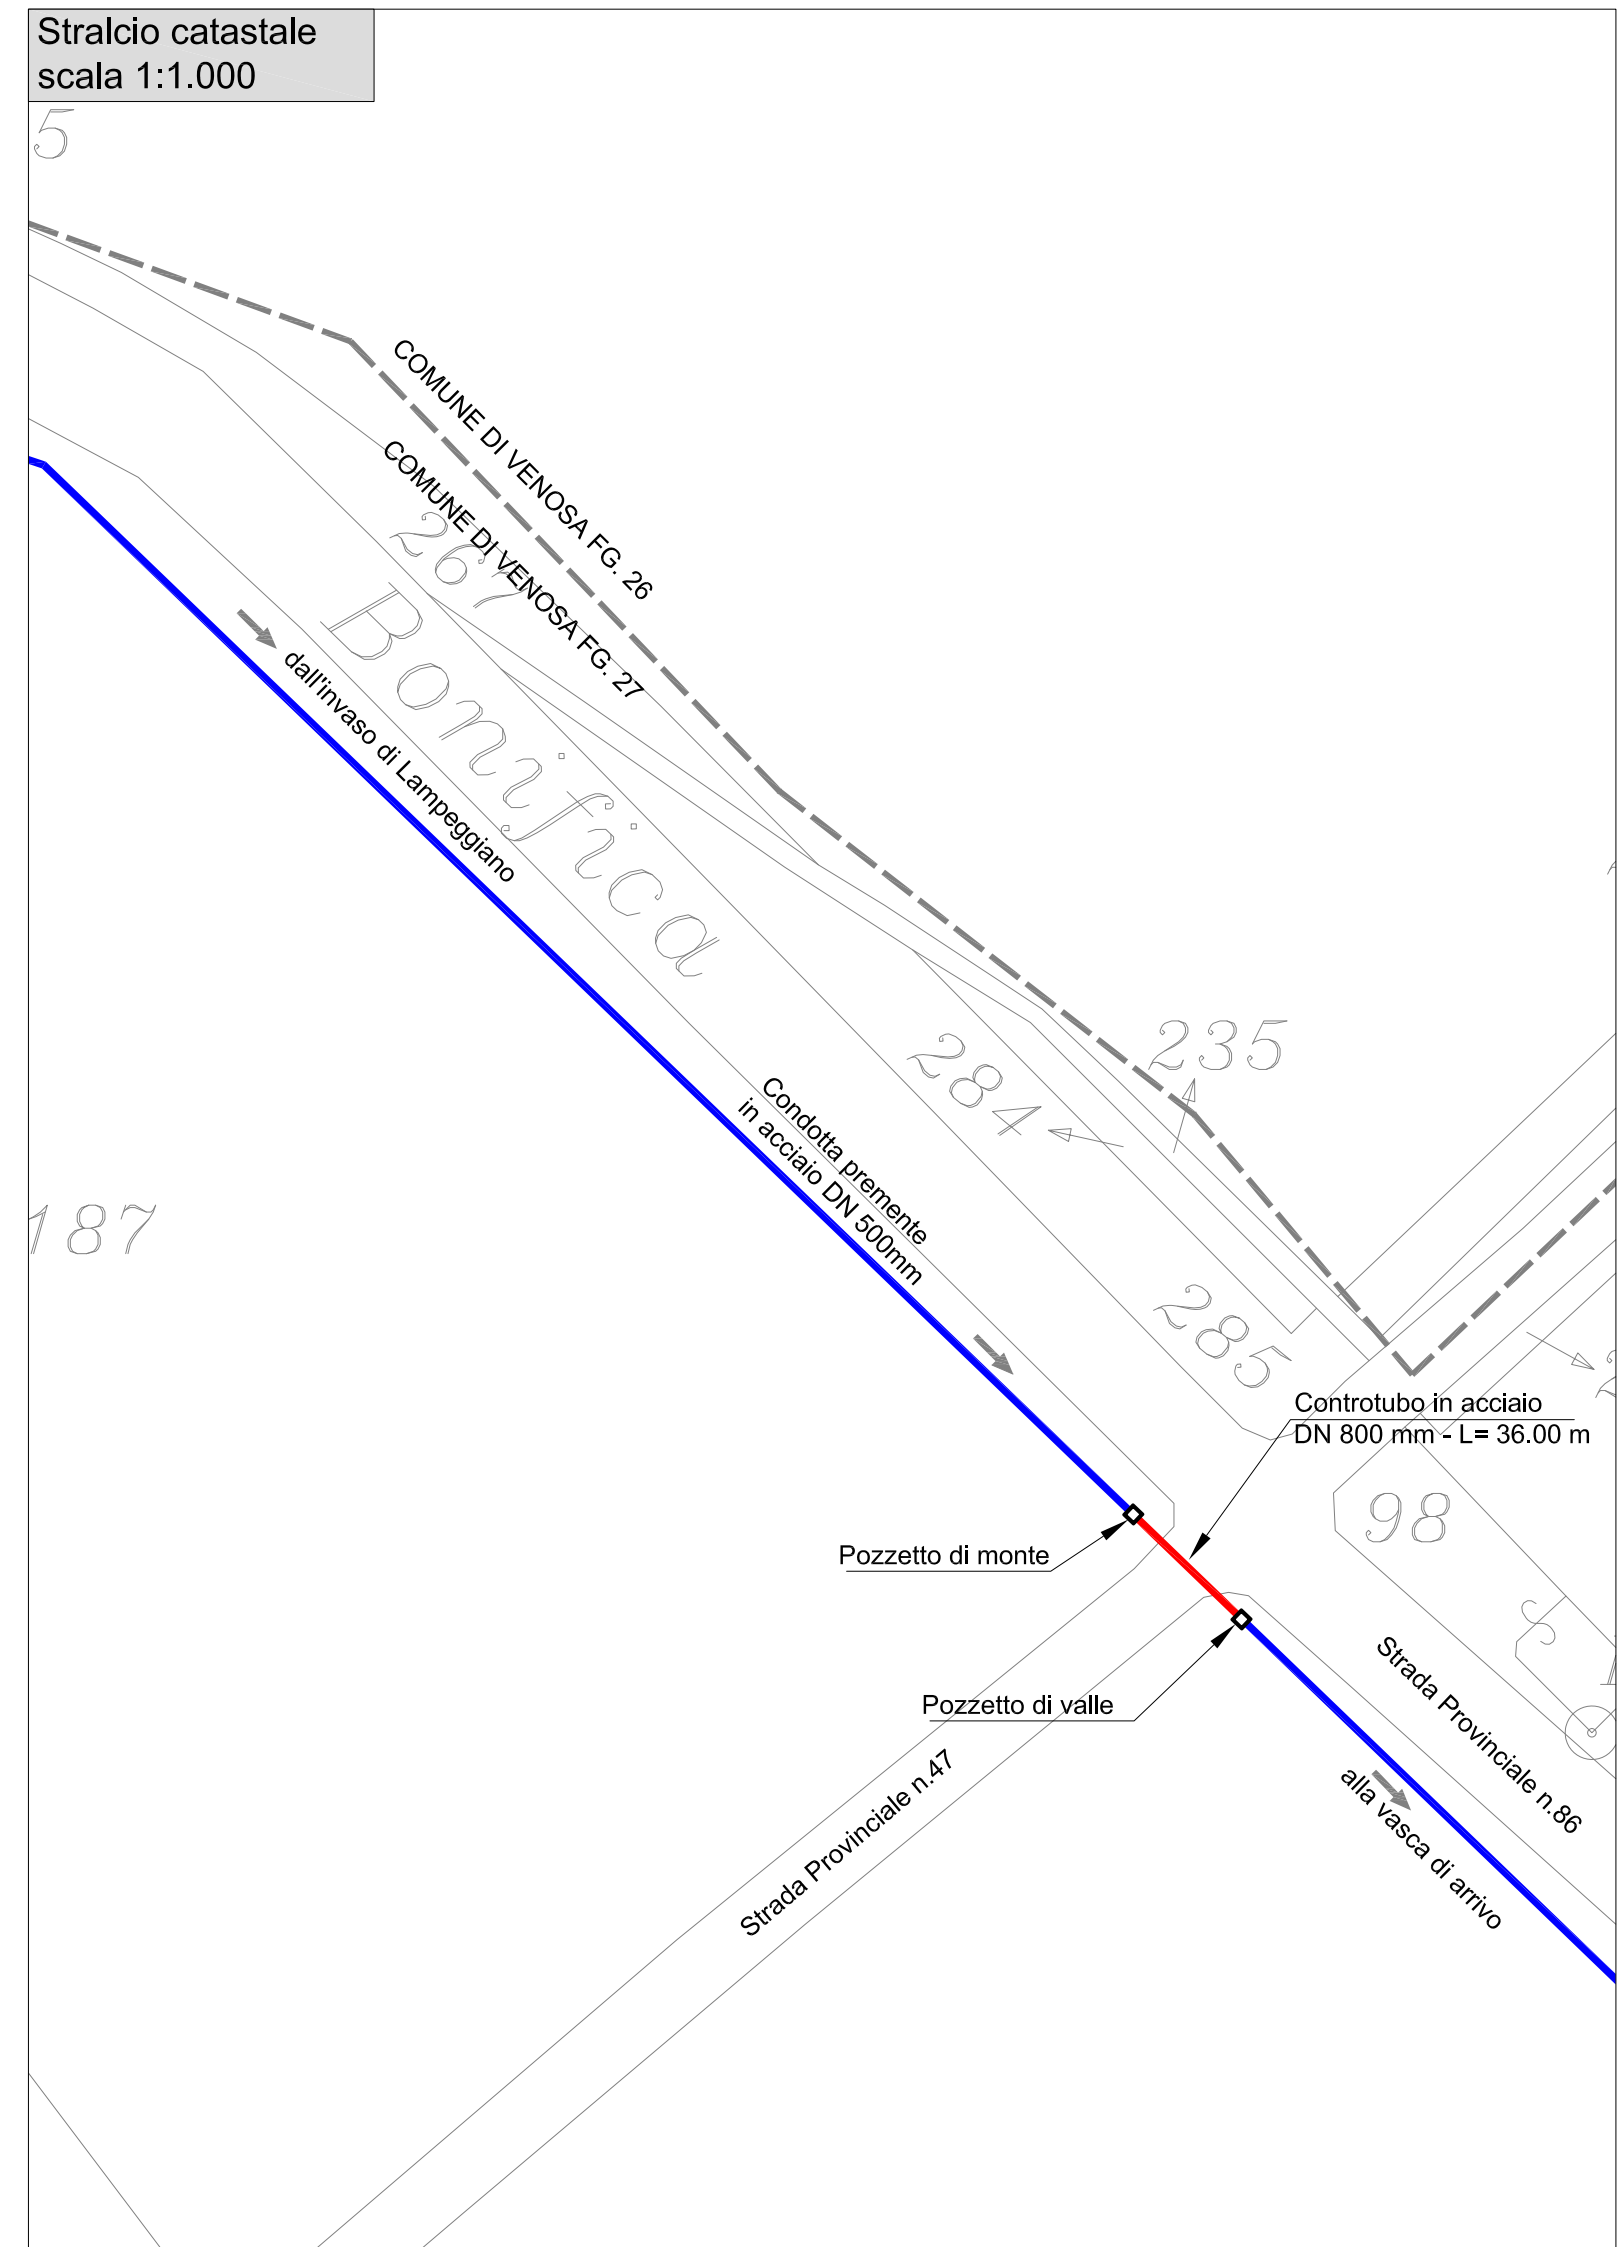 Stralcio catastale
scala 1:1.000
5
COMUNE DI VENOSA FG. 26
COMUNE DI VENOSA FG. 27
267
Bonifica
dall'invaso di Lampeggiano
235
284
Condotta premente
in acciaio DN 500mm
187
285
Controtubo in acciaio
DN 800 mm - L= 36.00 m
98
Pozzetto di monte
Pozzetto di valle
Strada Provinciale n.86
Strada Provinciale n.47
alla vasca di arrivo